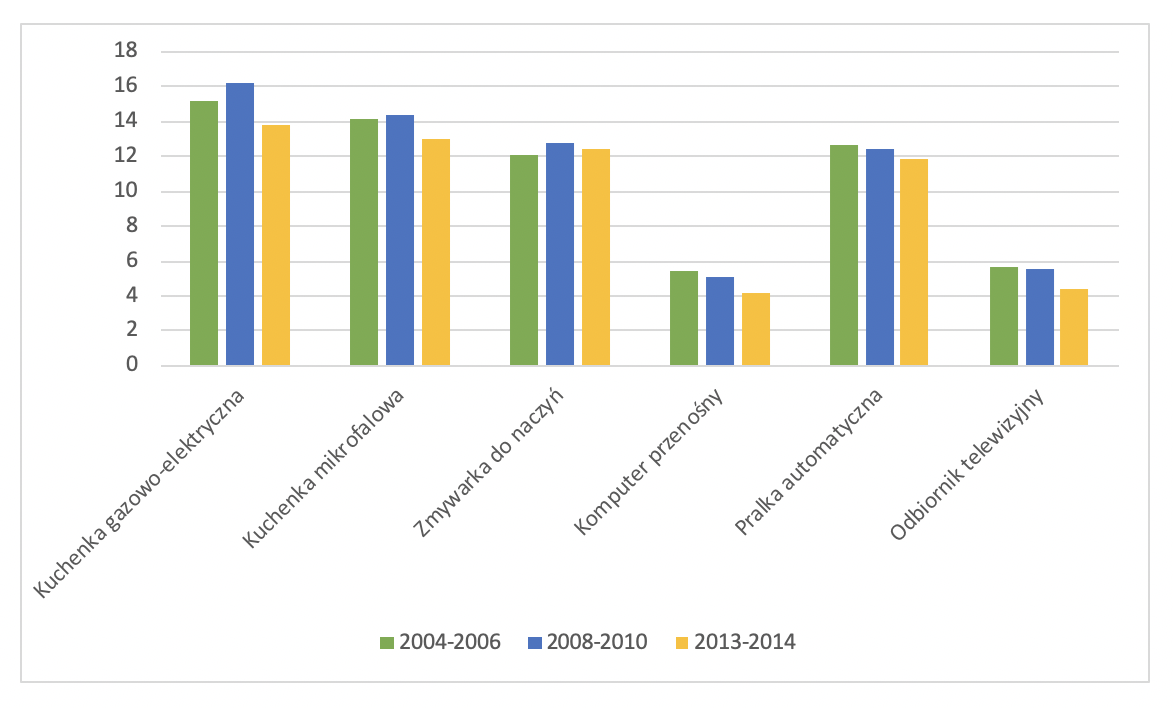 18
16
14
12
10
8
6
4
2
0
Kuchenka gazowo-elektryczna
Kuchenka mikrofalowa
Zmywarka do naczyń
Komputer przenośny
Pralka automatyczna
Odbiornik telewizyjny
2004-2006 2008-2010 2013-2014